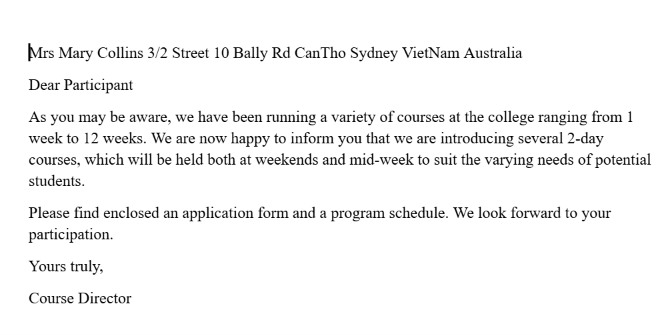 Mrs Mary Collins 3/2 Street 10 Bally Rd CanTho Sydney VietNam Australia
Dear Participant
As you may be aware, we have been running a variety of courses at the college ranging from 1
week to 12 weeks. We are now happy to inform you that we are introducing several 2-day
courses, which will be held both at weekends and mid-week to suit the varying needs of potential
students.
Please find enclosed an application form and a program schedule. We look forward to your
participation.
Yours truly,
Course Director